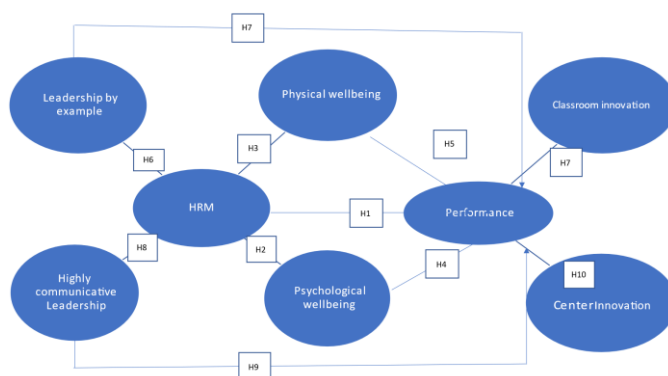 H7
Leadership by
example
Physical wellbeing
Classroom innovation
H6
H3
H5
H7
HRM
H1
Performance
H8
H2
H4
Highly
communicative
Leadership
Psychological
wellbeing
H10
CenterInnovation
H9